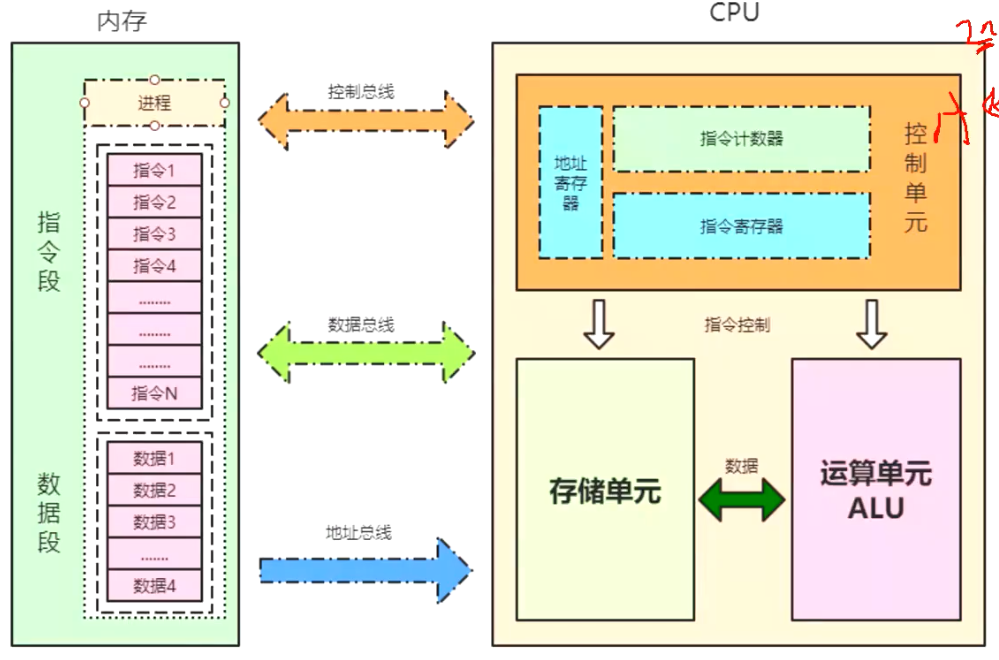 内存
CPU
进程
指令1
指令2
指令3
指令4
........
........
........
指令N
指令段
数据1
数据2
数据3
.......
数据4
数据段
控制总线
数据总线
地址总线
地址寄存器
指令计数器
指令寄存器
控制单元
指令控制
存储单元
数据
运算单元
ALU